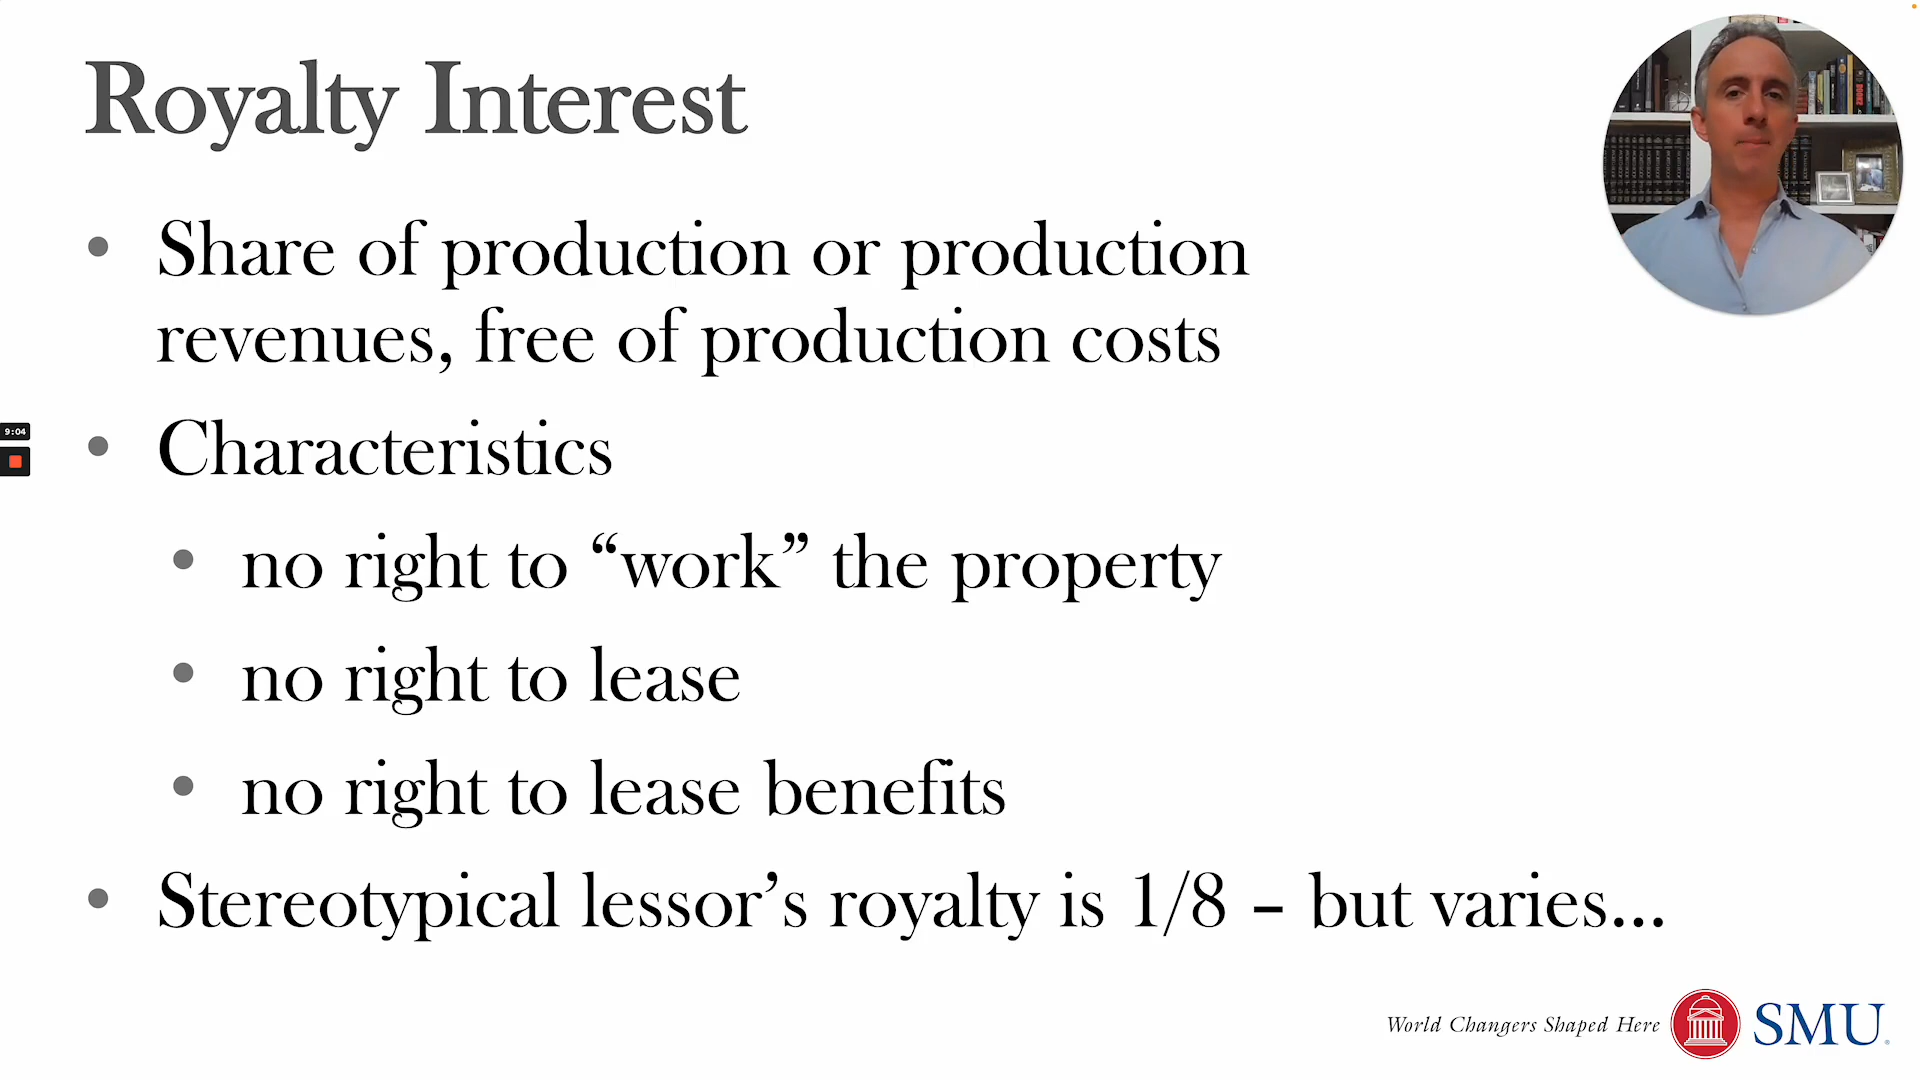 Royalty Interest
• Share of production or production
revenues, free of production costs
9:04
• Characteristics
• no right to “work” the property
• no right to lease
• no right to lease benefits
• Stereotypical lessor’s royalty is 1/8 – but varies...
World Changers Shaped Here
SMU